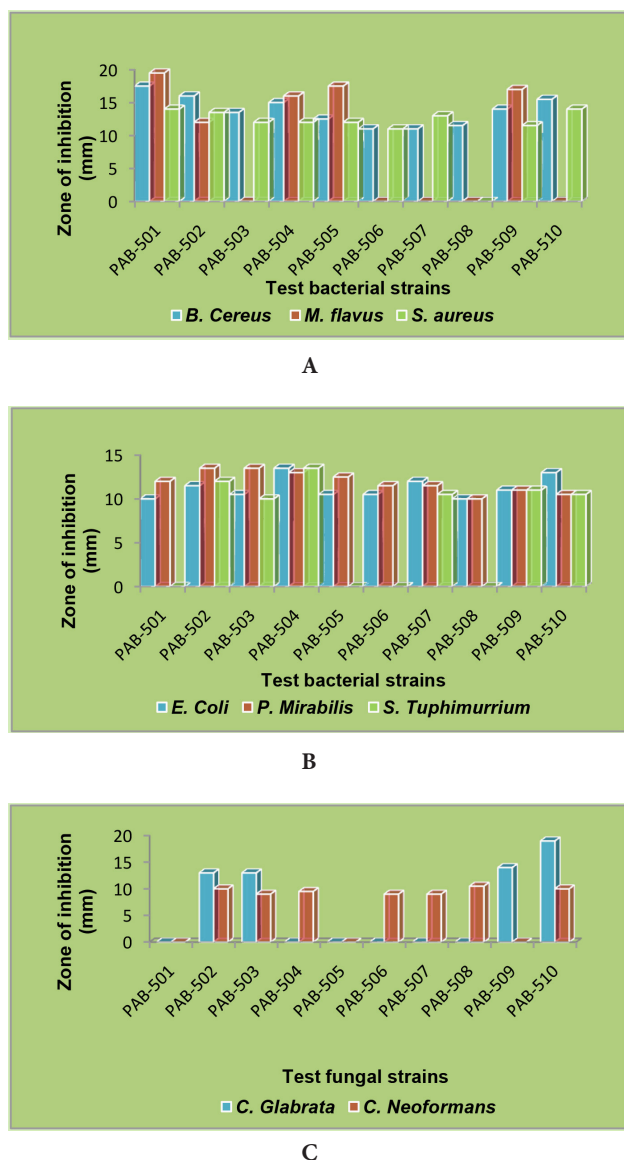 20
15
10
5
0
Zone of inhibition
(mm)
PAB-501 PAB-502 PAB-503 PAB-504 PAB-505 PAB-506 PAB-507 PAB-508 PAB-509 PAB-510
Test bacterial strains
B. Cereus M. flavus S. aureus
A
15
10
5
0
Zone of inhibition
(mm)
PAB-501 PAB-502 PAB-503 PAB-504 PAB-505 PAB-506 PAB-507 PAB-508 PAB-509 PAB-510
Test bacterial strains
E. Coli P. Mirabilis S. Tuphimurrium
B
20
15
10
5
0
Zone of inhibition
(mm)
PAB-501 PAB-502 PAB-503 PAB-504 PAB-505 PAB-506 PAB-507 PAB-508 PAB-509 PAB-510
Test fungal strains
C. Glabrata C. Neoformans
C